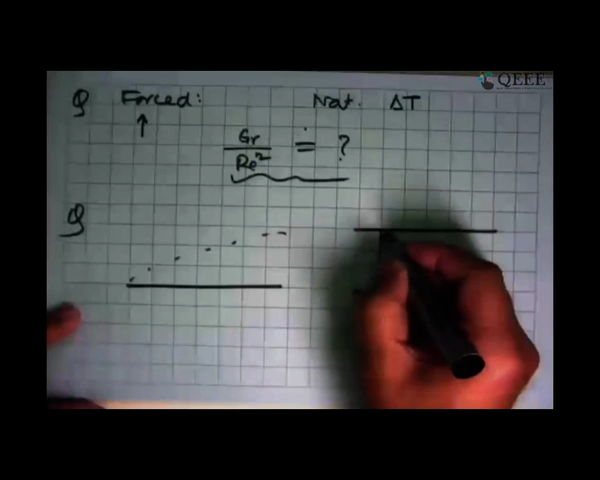 QEEE
Q Forced: Nat. ΔT
↑
Gr
Re² = ?
Q